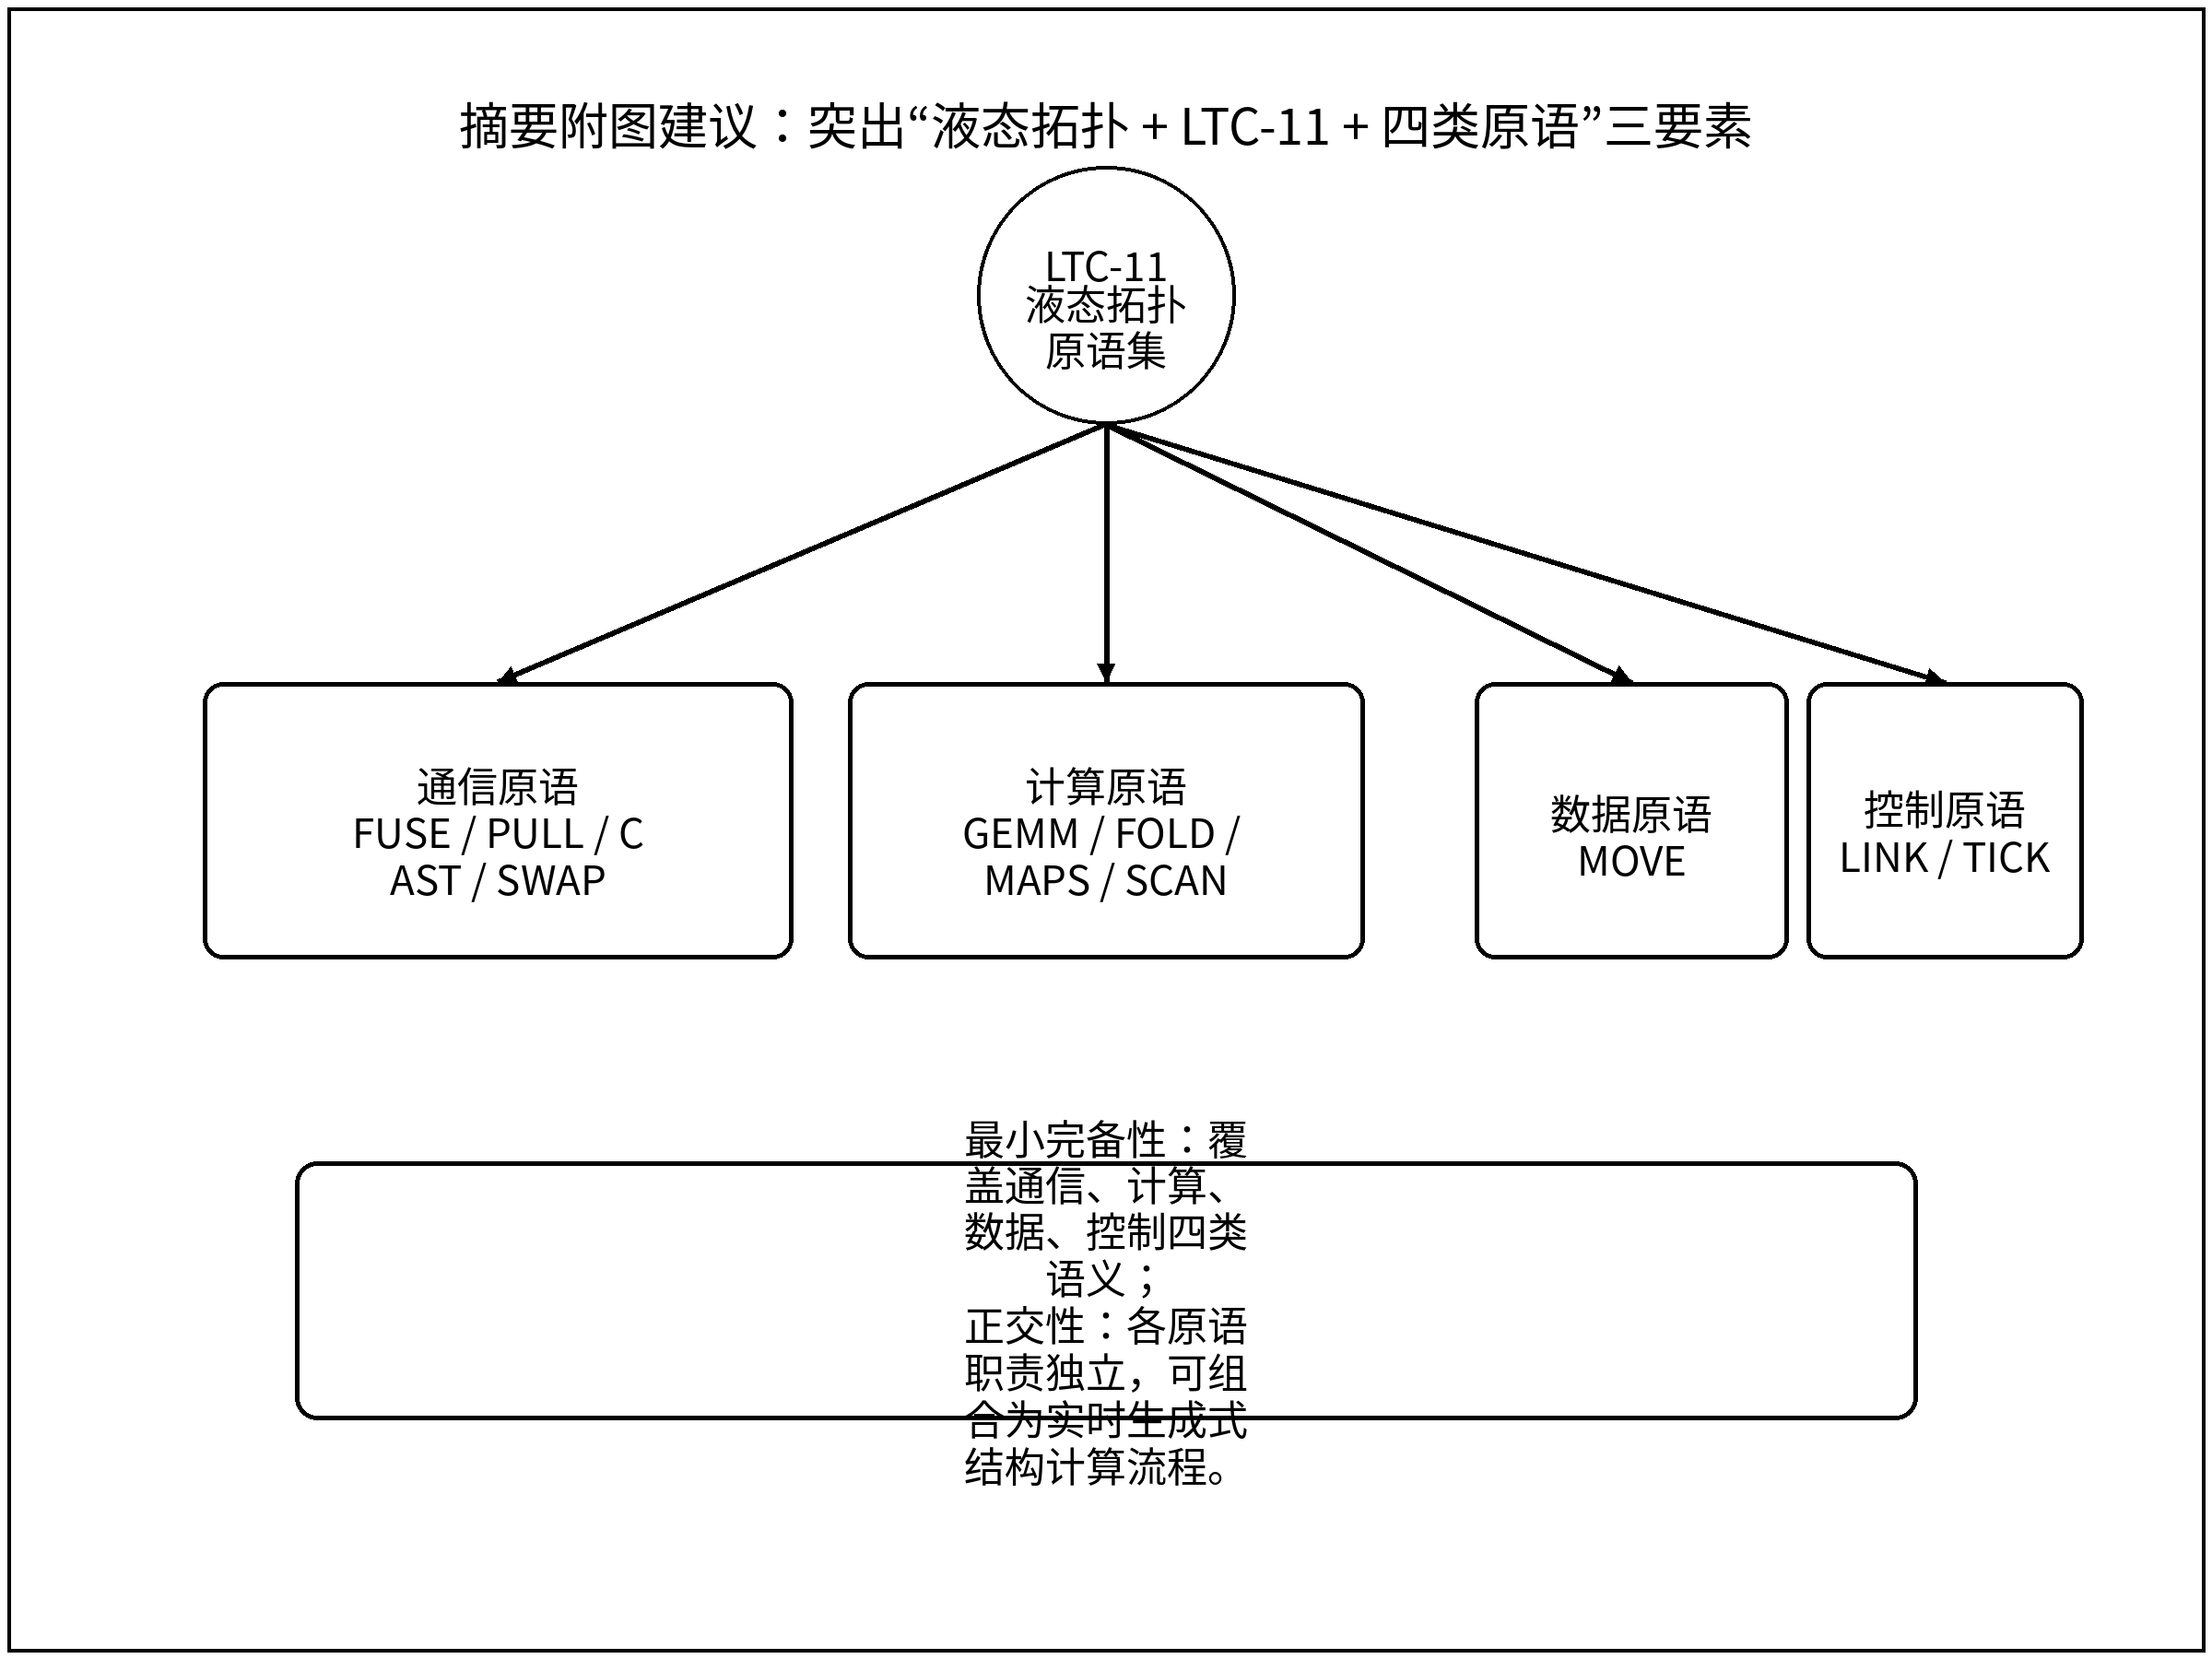 摘要附图建议：突出“液态拓扑 + LTC-11 + 四类原语”三要素
LTC-11
液态拓扑
原语集
通信原语
FUSE / PULL / C
AST / SWAP
计算原语
GEMM / FOLD /
MAPS / SCAN
数据原语
MOVE
控制原语
LINK / TICK
最小完备性：覆
盖通信、计算、
数据、控制四类
语义；
正交性：各原语
职责独立，可组
合为实时生成式
结构计算流程。